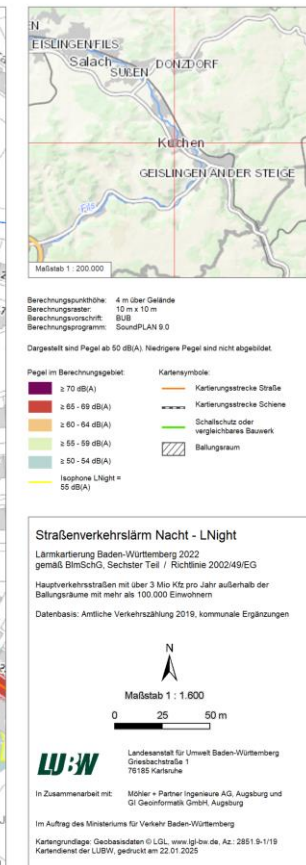 EISLINGEN/FILS
Salach
SÜßEN
DONZDORF
Kuchen
GEISLINGEN AN DER STEIGE
Fils
Maßstab 1 : 200.000
Berechnungspunkthöhe: 4 m über Gelände
Berechnungsraster: 10 m x 10 m
Berechnungsvorschrift: BUB
Berechnungsprogramm: SoundPLAN 9.0
Dargestellt sind Pegel ab 50 dB(A). Niedrigere Pegel sind nicht abgebildet.
Pegel im Berechnungsgebiet:
≥ 70 dB(A)
≥ 65 - 69 dB(A)
≥ 60 - 64 dB(A)
≥ 55 - 59 dB(A)
≥ 50 - 54 dB(A)
Isophone LNight =
55 dB(A)
Kartensymbole:
Kartierungsstrecke Straße
Kartierungsstrecke Schiene
Schallschutz oder
vergleichbares Bauwerk
Ballungsraum
Straßenverkehrslärm Nacht - LNight
Lärmkartierung Baden-Württemberg 2022
gemäß BImSchG, Sechster Teil / Richtlinie 2002/49/EG
Hauptverkehrsstraßen mit über 3 Mio Kfz pro Jahr außerhalb der
Ballungsräume mit mehr als 100.000 Einwohnern
Datenbasis: Amtliche Verkehrszählung 2019, kommunale Ergänzungen
N
Maßstab 1 : 1.600
0 25 50 m
LUBW
Landesanstalt für Umwelt Baden-Württemberg
Griesbachstraße 1
76185 Karlsruhe
In Zusammenarbeit mit: Möhler + Partner Ingenieure AG, Augsburg und
GI Geoinformatik GmbH, Augsburg
Im Auftrag des Ministeriums für Verkehr Baden-Württemberg
Kartengrundlage: Geobasisdaten © LGL, www.lgl-bw.de, Az.: 2851.9-1/19
Kartendienst der LUBW, gedruckt am 22.01.2025